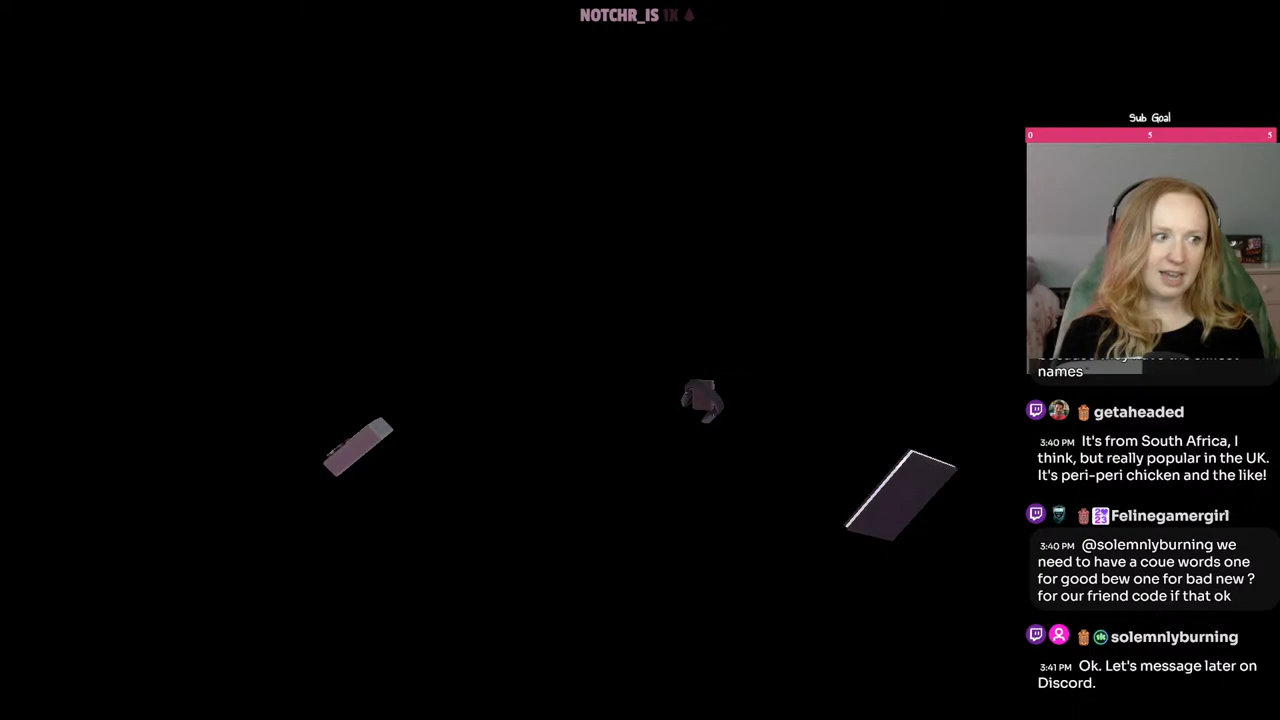 NOTCHR_IS 1X
Sub Goal
0 5 5
names
getaheaded
3:40 PM It's from South Africa, I
think, but really popular in the UK.
It's peri-peri chicken and the like!
Felinegamergirl
3:40 PM @solemnlyburning we
need to have a coue words one
for good bew one for bad new ?
for our friend code if that ok
solemnlyburning
3:41 PM Ok. Let's message later on
Discord.